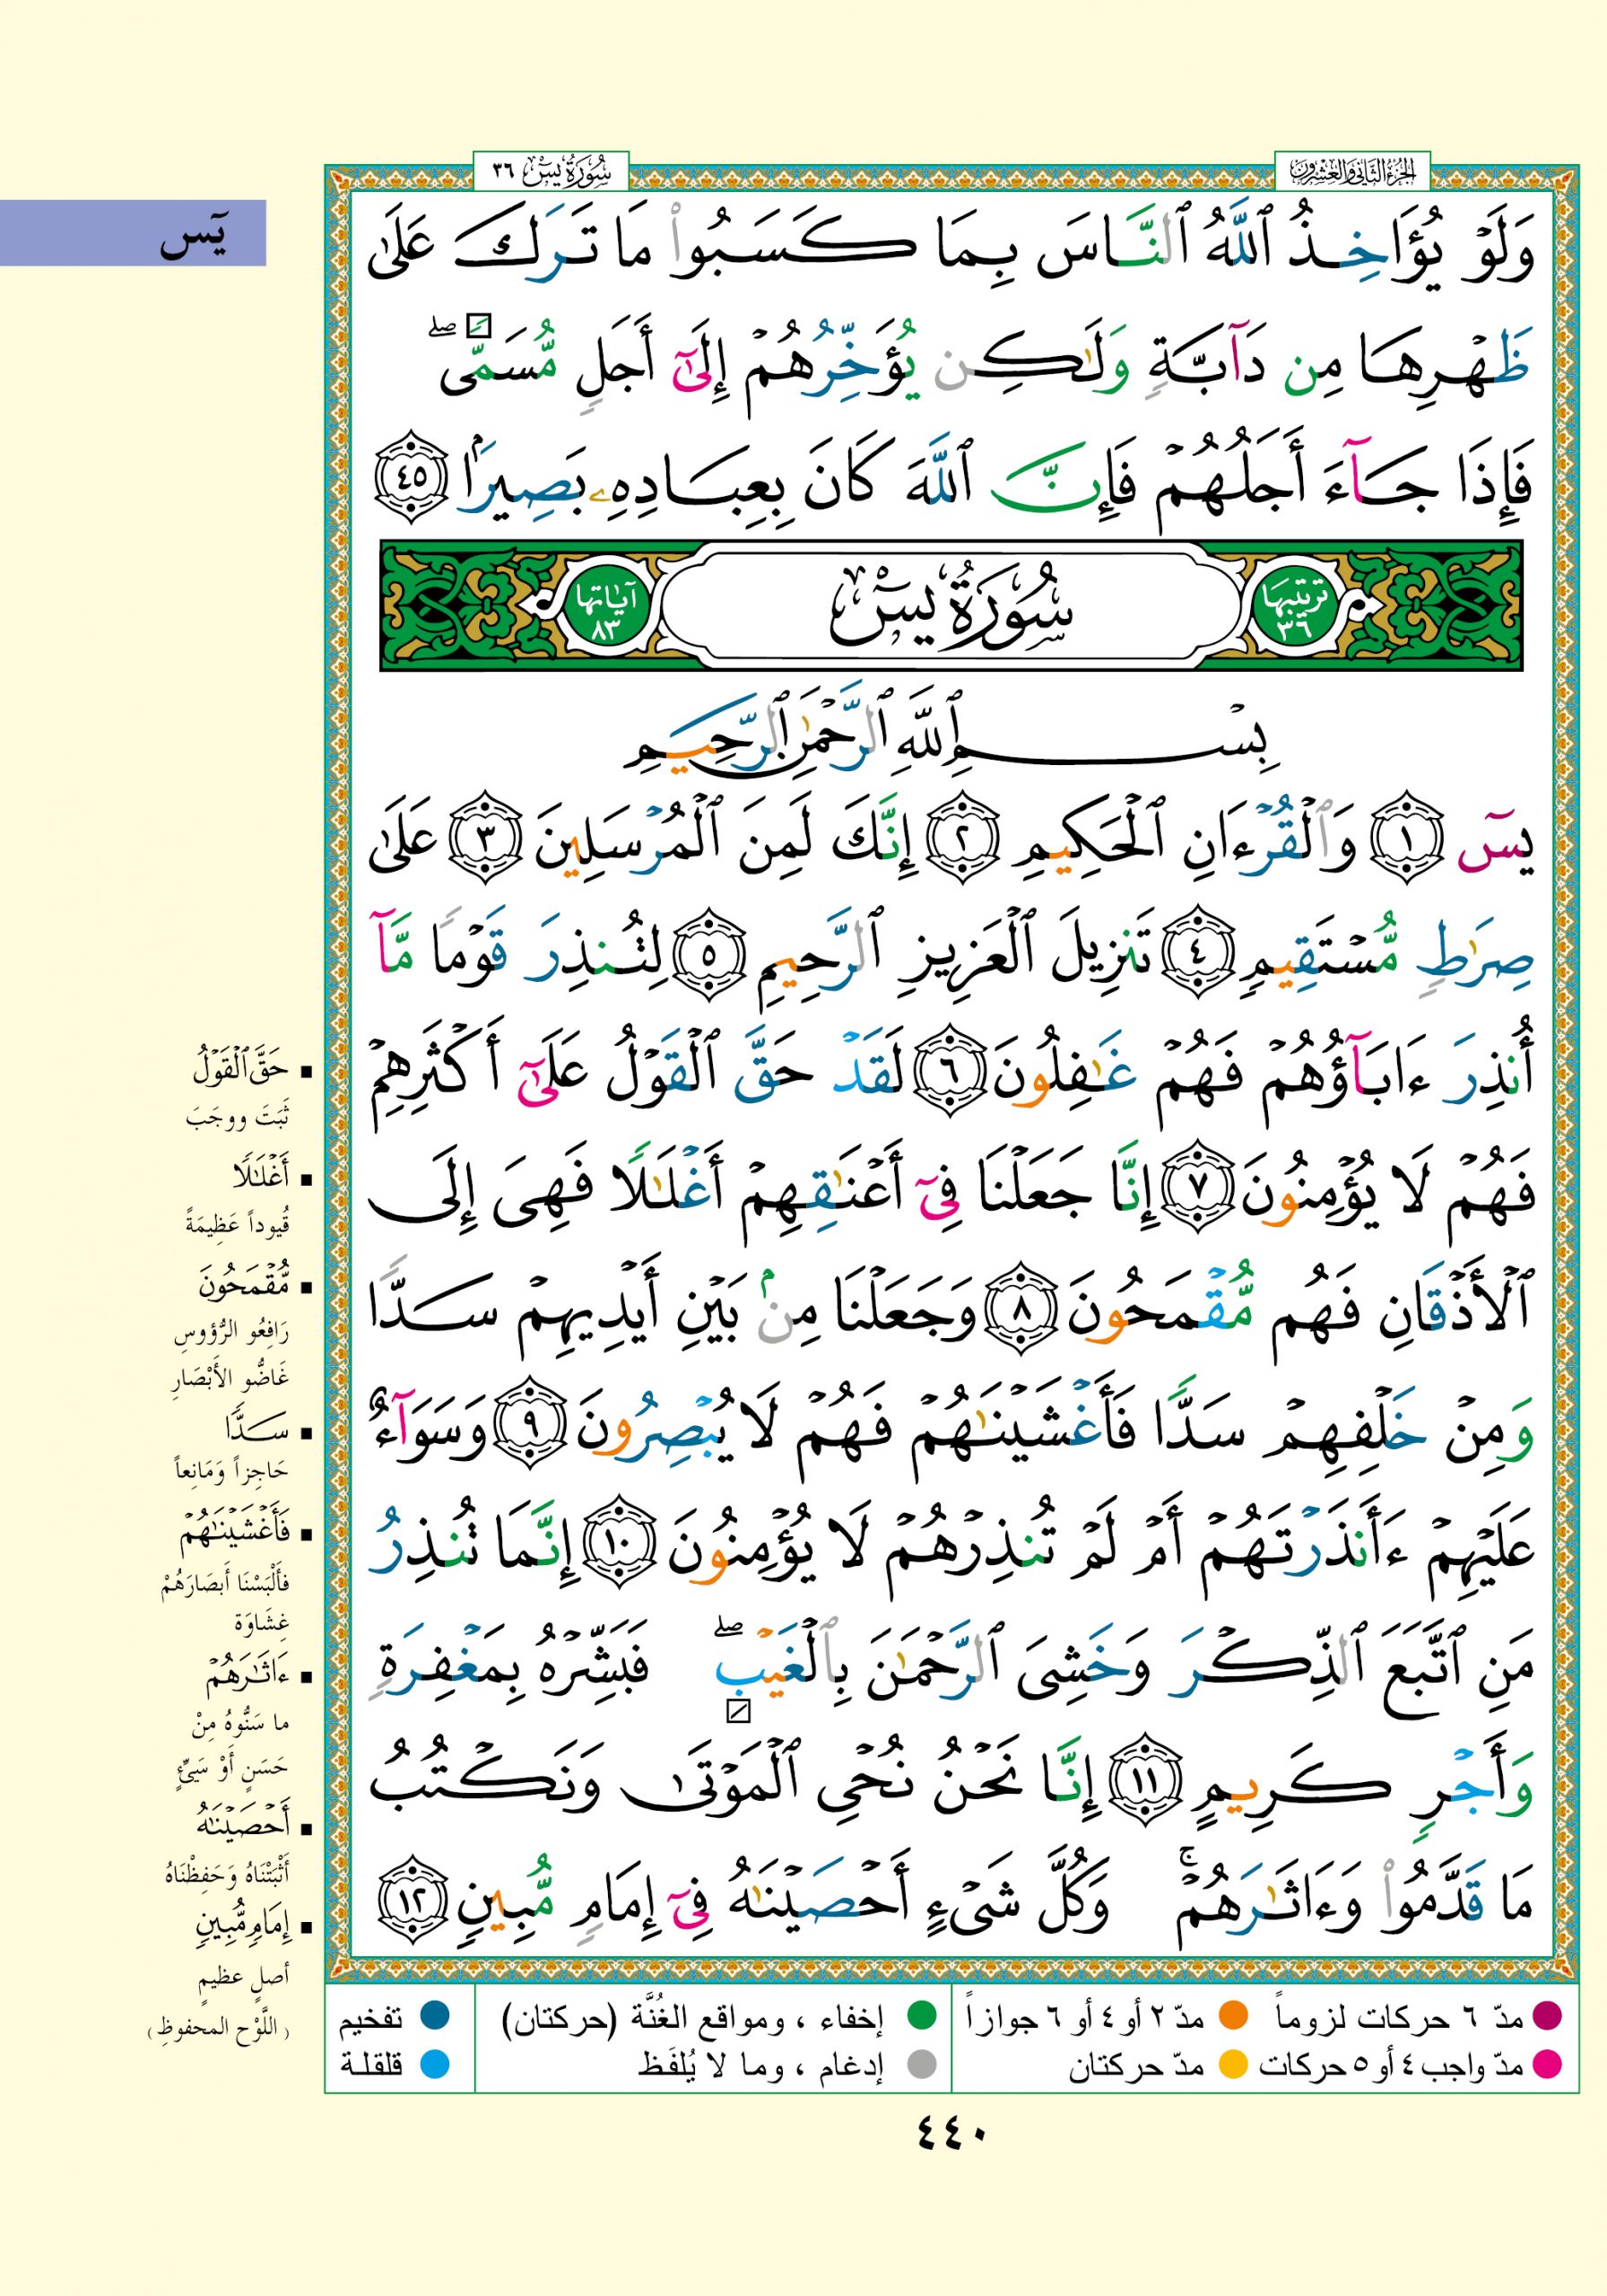 الجزء الثاني والعشرون
سُورَةُ يسٓ ٣٦
يٓس
وَلَوۡ يُؤَاخِذُ ٱللَّهُ ٱلنَّاسَ بِمَا كَسَبُواْ مَا تَرَكَ عَلَىٰ
ظَهۡرِهَا مِن دَآبَّةٖ وَلَٰكِن يُؤَخِّرُهُمۡ إِلَىٰٓ أَجَلٖ مُّسَمّٗىۖ
فَإِذَا جَآءَ أَجَلُهُمۡ فَإِنَّ ٱللَّهَ كَانَ بِعِبَادِهِۦ بَصِيرَۢا ٤٥
ترتيبها ٣٦ سُورَةُ يسٓ آياتها ٨٣
بِسۡمِ ٱللَّهِ ٱلرَّحۡمَٰنِ ٱلرَّحِيمِ
يسٓ ١ وَٱلۡقُرۡءَانِ ٱلۡحَكِيمِ ٢ إِنَّكَ لَمِنَ ٱلۡمُرۡسَلِينَ ٣ عَلَىٰ
صِرَٰطٖ مُّسۡتَقِيمٖ ٤ تَنزِيلَ ٱلۡعَزِيزِ ٱلرَّحِيمِ ٥ لِتُنذِرَ قَوۡمٗا مَّآ
أُنذِرَ ءَابَآؤُهُمۡ فَهُمۡ غَٰفِلُونَ ٦ لَقَدۡ حَقَّ ٱلۡقَوۡلُ عَلَىٰٓ أَكۡثَرِهِمۡ
فَهُمۡ لَا يُؤۡمِنُونَ ٧ إِنَّا جَعَلۡنَا فِيٓ أَعۡنَٰقِهِمۡ أَغۡلَٰلٗا فَهِيَ إِلَى
ٱلۡأَذۡقَانِ فَهُم مُّقۡمَحُونَ ٨ وَجَعَلۡنَا مِنۢ بَيۡنِ أَيۡدِيهِمۡ سَدّٗا
وَمِنۡ خَلۡفِهِمۡ سَدّٗا فَأَغۡشَيۡنَٰهُمۡ فَهُمۡ لَا يُبۡصِرُونَ ٩ وَسَوَآءٌ
عَلَيۡهِمۡ ءَأَنذَرۡتَهُمۡ أَمۡ لَمۡ تُنذِرۡهُمۡ لَا يُؤۡمِنُونَ ١٠ إِنَّمَا تُنذِرُ
مَنِ ٱتَّبَعَ ٱلذِّكۡرَ وَخَشِيَ ٱلرَّحۡمَٰنَ بِٱلۡغَيۡبِۖ فَبَشِّرۡهُ بِمَغۡفِرَةٖ
وَأَجۡرٖ كَرِيمٍ ١١ إِنَّا نَحۡنُ نُحۡيِ ٱلۡمَوۡتَىٰ وَنَكۡتُبُ
مَا قَدَّمُواْ وَءَاثَٰرَهُمۡۚ وَكُلَّ شَيۡءٍ أَحۡصَيۡنَٰهُ فِيٓ إِمَامٖ مُّبِينٖ ١٢
▪ حَقَّ ٱلۡقَوۡلُ
ثَبَتَ ووجَبَ
▪ أَغۡلَٰلٗا
قُيوداً عَظِيمَةً
▪ مُّقۡمَحُونَ
رَافِعُو الرُّؤوسِ
غَاضُّو الأَبْصَارِ
▪ سَدّٗا
حَاجِزاً وَمَانِعاً
▪ فَأَغۡشَيۡنَٰهُمۡ
فَأَلْبَسْنَا أَبصَارَهُمْ
غِشَاوَة
▪ ءَاثَٰرَهُمۡ
ما سَنُّوهُ مِنْ
حَسَنٍ أَوْ سَيِّئٍ
▪ أَحۡصَيۡنَٰهُ
أَثْبَتْنَاهُ وَحَفِظْنَاهُ
▪ إِمَامٖ مُّبِينٖ
أصلٍ عظيمٍ
(اللَّوْح المحفوظِ)
مدّ ٦ حركات لزوماً مدّ ٢ أو ٤ أو ٦ جوازاً إخفاء ، ومواقع الغُنَّة (حركتان) تفخيم
مدّ واجب ٤ أو ٥ حركات مدّ حركتان إدغام ، وما لا يُلفَظ قلقلة
٤٤٠